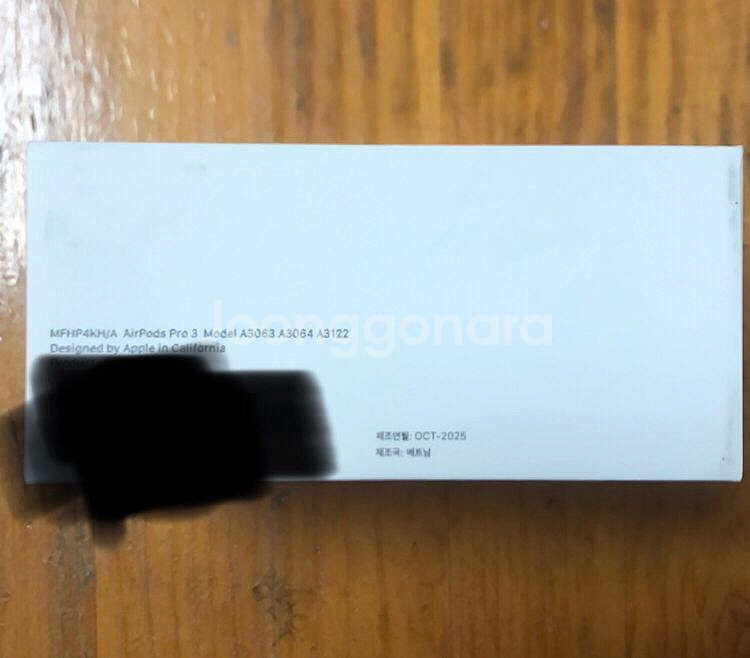 joonggonara
MFHP4KH/A AirPods Pro 3 Model A3063 A3064 A3122
Designed by Apple in California
제조연월: OCT-2025
제조국: 베트남